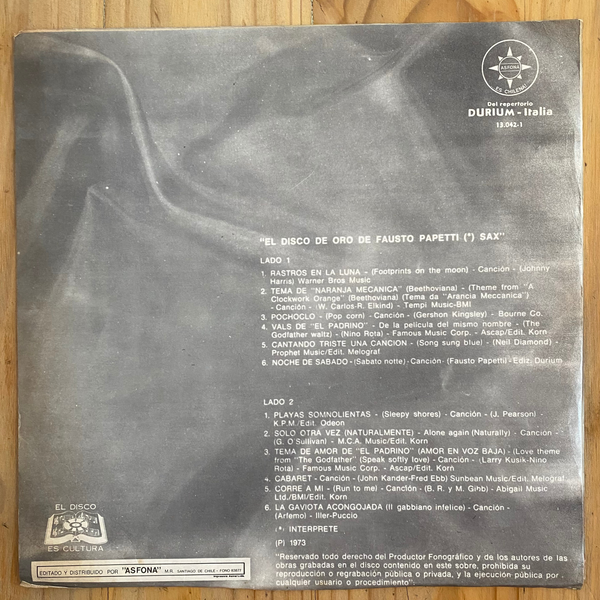 ASFONA
ES CHILENA!
Del repertorio
DURIUM - Italia
13.042-1
"EL DISCO DE ORO DE FAUSTO PAPETTI (*) SAX"
LADO 1
1. RASTROS EN LA LUNA - (Footprints on the moon) - Canción - (Johnny
Harris) Warner Bros Music
2. TEMA DE "NARANJA MECANICA" (Beethoviana) - (Theme from "A
Clockwork Orange" (Beethoviana) (Tema da "Arancia Meccanica")
- Canción - (W. Carlos-R. Elkind) - Tempi Music-BMI
3. POCHOCLO - (Pop corn) - Canción - (Gershon Kingsley) - Bourne Co.
4. VALS DE "EL PADRINO" - De la película del mismo nombre - (The
Godfather waltz) - (Nino Rota) - Famous Music Corp. - Ascap/Edit. Korn
5. CANTANDO TRISTE UNA CANCION - (Song sung blue) - (Neil Diamond) -
Prophet Music/Edit. Melograf
6. NOCHE DE SABADO - (Sabato notte) - Canción - (Fausto Papetti) - Ediz. Durium
LADO 2
1. PLAYAS SOMNOLIENTAS - (Sleepy shores) - Canción - (J. Pearson) -
K.P.M./Edit. Odeon
2. SOLO OTRA VEZ (NATURALMENTE) - Alone again (Naturally) - Canción -
(G. O'Sullivan) - M.C.A. Music/Edit. Korn
3. TEMA DE AMOR DE "EL PADRINO" (AMOR EN VOZ BAJA) - (Love theme
from "The Godfather" (Speak softly love) - Canción - (Larry Kusik-Nino
Rota) - Famous Music Corp. - Ascap/Edit. Korn
4. CABARET - Canción - (John Kander-Fred Ebb) Sunbean Music/Edit. Melograf
5. CORRE A MI - (Run to me) - Canción - (B. R. y M. Gibb) - Abigail Music
Ltd./BMI/Edit. Korn
6. LA GAVIOTA ACONGOJADA (Il gabbiano infelice) - Canción -
(Arfemo) - Iller-Puccio
(*) INTERPRETE
(P) 1973
"Reservado todo derecho del Productor Fonográfico y de los autores de las
obras grabadas en el disco contenido en este sobre, prohibida su
reproducción o regrabación pública o privada, y la ejecución pública por
cualquier usuario o procedimiento".
EL DISCO
ES CULTURA
EDITADO Y DISTRIBUIDO POR "ASFONA" M.R. SANTIAGO DE CHILE - FONO 63677